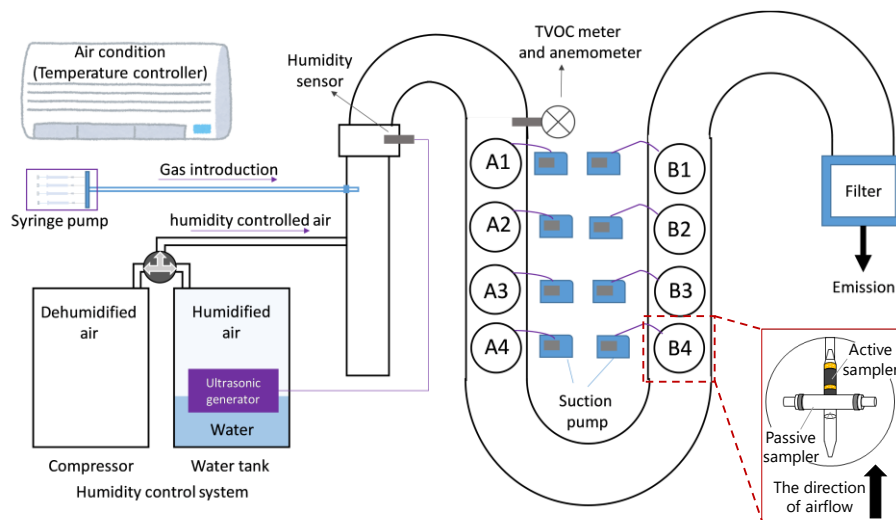 Air condition
(Temperature controller)
Humidity
sensor
TVOC meter
and anemometer
Gas introduction
Syringe pump
humidity controlled air
Dehumidified
air
Humidified
air
Ultrasonic
generator
Water
Compressor
Water tank
Humidity control system
A1
A2
A3
A4
B1
B2
B3
B4
Suction
pump
Filter
Emission
Active
sampler
Passive
sampler
The direction
of airflow